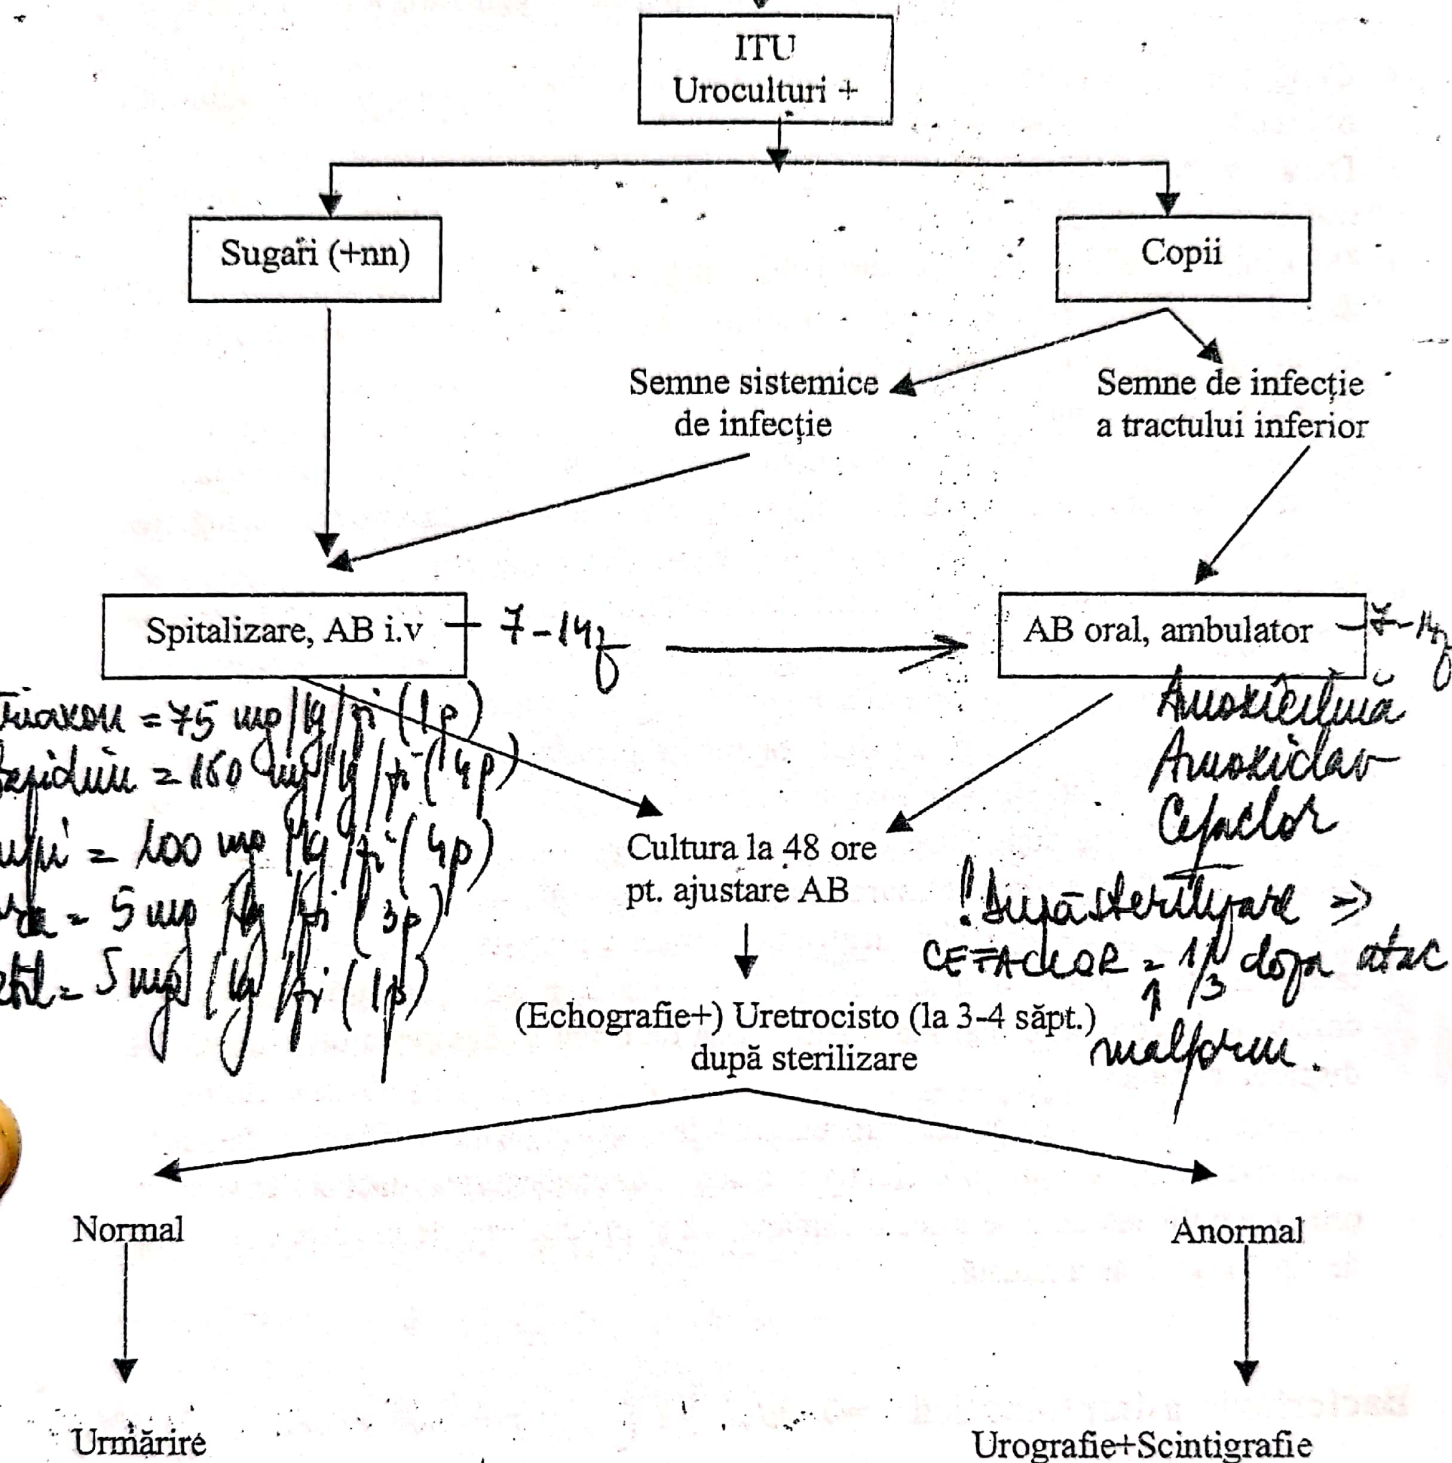 ITU
Uroculturi +
Sugari (+nn)
Copii
Semne sistemice
de infecție
Semne de infecție
a tractului inferior
Spitalizare, AB i.v – 7-14z
AB oral, ambulator – 7-14z
= 75 mg/kg/zi (1p)
= 160 mg/kg/zi (4p)
= 100 mg/kg/zi (4p)
= 5 mg/kg/zi (3p)
= 5 mg/kg/zi (1p)
Amoxicilină
Amoxiclav
Cefaclor
Cultura la 48 ore
pt. ajustare AB
! După sterilizare =>
CEFACLOR = 1/3 doza atac
malform.
(Echografie+) Uretrocisto (la 3-4 săpt.)
după sterilizare
Normal
Anormal
Urmărire
Urografie+Scintigrafie